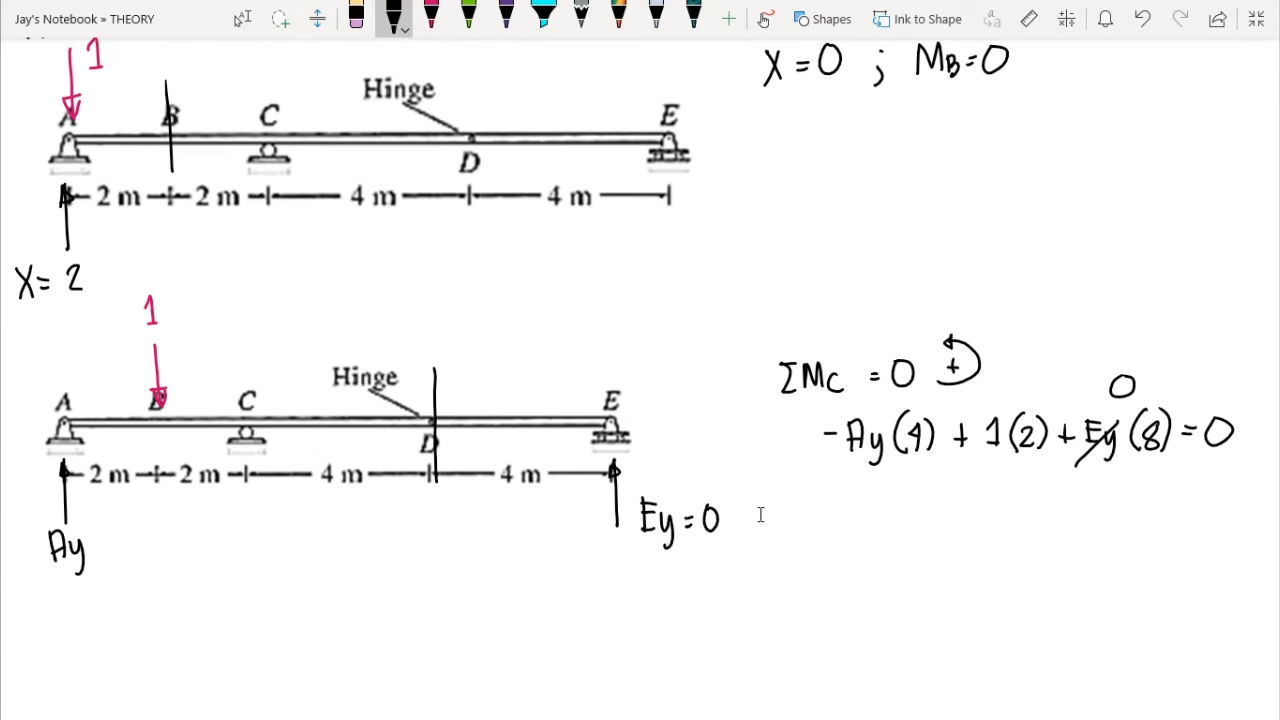 Jay's Notebook » THEORY
Shapes
Ink to Shape
1
X = 0 ; MB = 0
Hinge
A B C E
D
2 m 2 m 4 m 4 m
X = 2
1
Hinge
ΣMC = 0 +
0
A C E
- Ay (4) + 1 (2) + Ey (8) = 0
D
2 m 2 m 4 m 4 m
Ey = 0
Ay